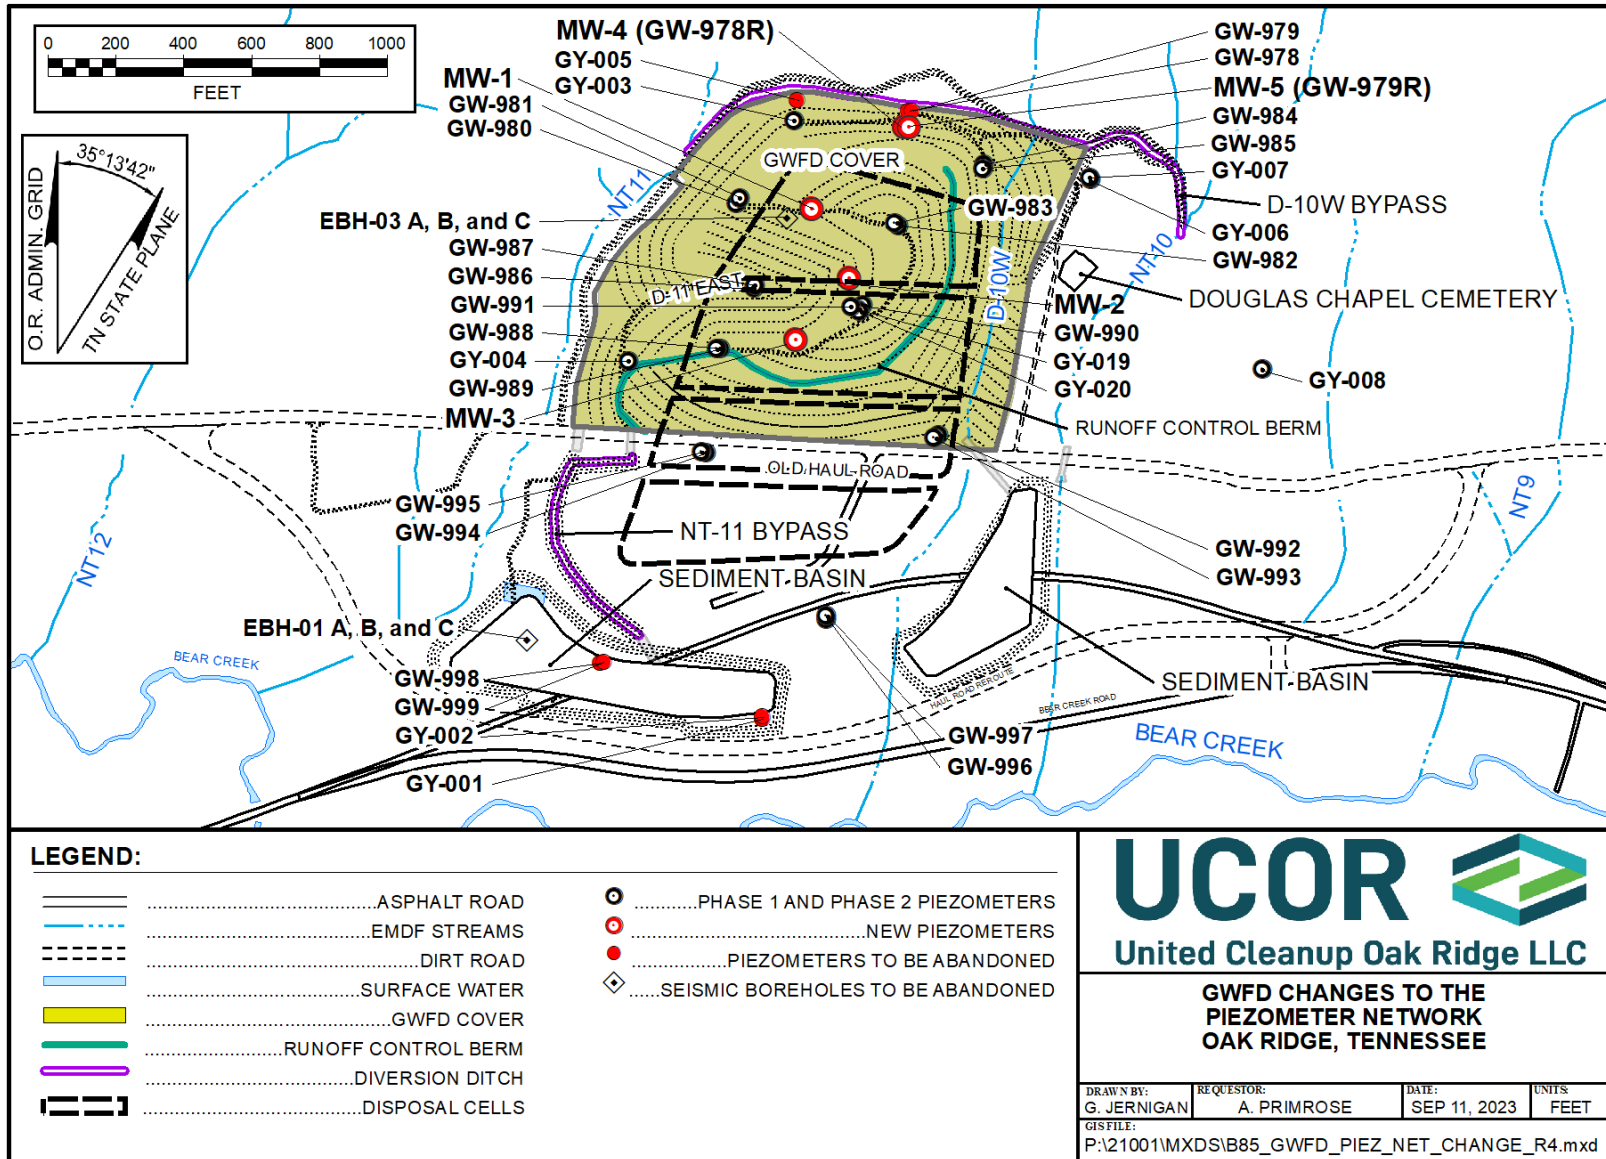 0 200 400 600 800 1000
FEET
35°13'42"
O.R. ADMIN. GRID
TN STATE PLANE
MW-4 (GW-978R)
GY-005
GY-003
MW-1
GW-981
GW-980
EBH-03 A, B, and C
GW-987
GW-986
GW-991
GW-988
GY-004
GW-989
MW-3
GW-979
GW-978
MW-5 (GW-979R)
GW-984
GW-985
GY-007
D-10W BYPASS
GY-006
GW-982
GW-983
GWFD COVER
NT11
D-11 EAST
D-10W
NT10
DOUGLAS CHAPEL CEMETERY
MW-2
GW-990
GY-019
GY-020
GY-008
RUNOFF CONTROL BERM
OLD HAUL ROAD
GW-995
GW-994
NT-11 BYPASS
SEDIMENT BASIN
GW-992
GW-993
NT9
NT12
EBH-01 A, B, and C
BEAR CREEK
GW-998
GW-999
GY-002
GY-001
GW-997
GW-996
HAUL ROAD REROUTE
BEAR CREEK ROAD
SEDIMENT BASIN
BEAR CREEK
LEGEND:
ASPHALT ROAD
EMDF STREAMS
DIRT ROAD
SURFACE WATER
GWFD COVER
RUNOFF CONTROL BERM
DIVERSION DITCH
DISPOSAL CELLS
PHASE 1 AND PHASE 2 PIEZOMETERS
NEW PIEZOMETERS
PIEZOMETERS TO BE ABANDONED
SEISMIC BOREHOLES TO BE ABANDONED
UCOR
United Cleanup Oak Ridge LLC
GWFD CHANGES TO THE
PIEZOMETER NETWORK
OAK RIDGE, TENNESSEE
DRAWN BY: REQUESTOR: DATE: UNITS:
G. JERNIGAN A. PRIMROSE SEP 11, 2023 FEET
GIS FILE:
P:\21001\MXDS\B85_GWFD_PIEZ_NET_CHANGE_R4.mxd